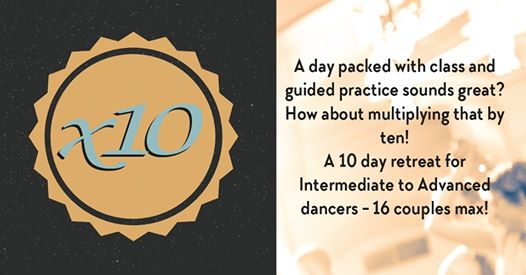 x10
A day packed with class and
guided practice sounds great?
How about multiplying that by
ten!
A 10 day retreat for
Intermediate to Advanced
dancers – 16 couples max!